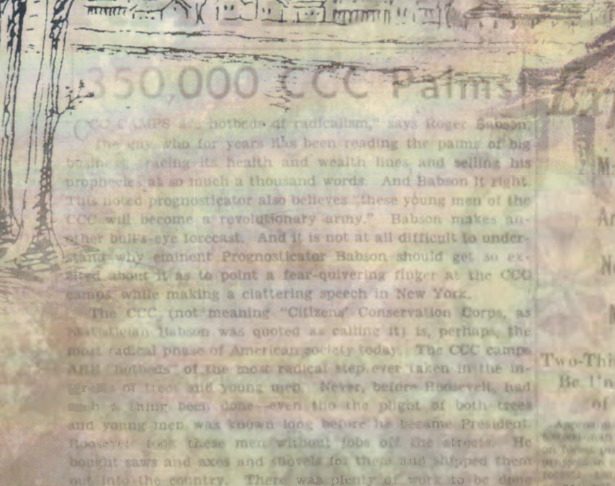 350,000 CCC Palms!
"CCC CAMPS are hotbeds of radicalism," says Roger Babson.
The guy who for years has been reading the palms of big
business, tracing its health and wealth lines and selling his
prophecies at so much a thousand words. And Babson it right.
This noted prognosticator also believes "these young men of the
CCC will become a revolutionary army." Babson makes an-
other bull's-eye forecast. And it is not at all difficult to under-
stand why eminent Prognosticator Babson should get so ex-
cited about it as to point a fear-quivering finger at the CCC
camps while making a clattering speech in New York.
The CCC (not meaning "Citizens' Conservation Corps, as
Statistician Babson was quoted as calling it) is, perhaps, the
most radical phase of American society today. The CCC camps
ARE "hotbeds" of the most radical step ever taken in the in-
terests of trees and young men. Never, before Roosevelt, had
such a thing been done—even tho the plight of both trees
and young men was known long before he became President.
Roosevelt took these men without jobs off the streets. He
bought saws and axes and shovels for them and shipped them
out into the country. There was plenty of work to be done
Ex
Two-Thi
Be I'n
of